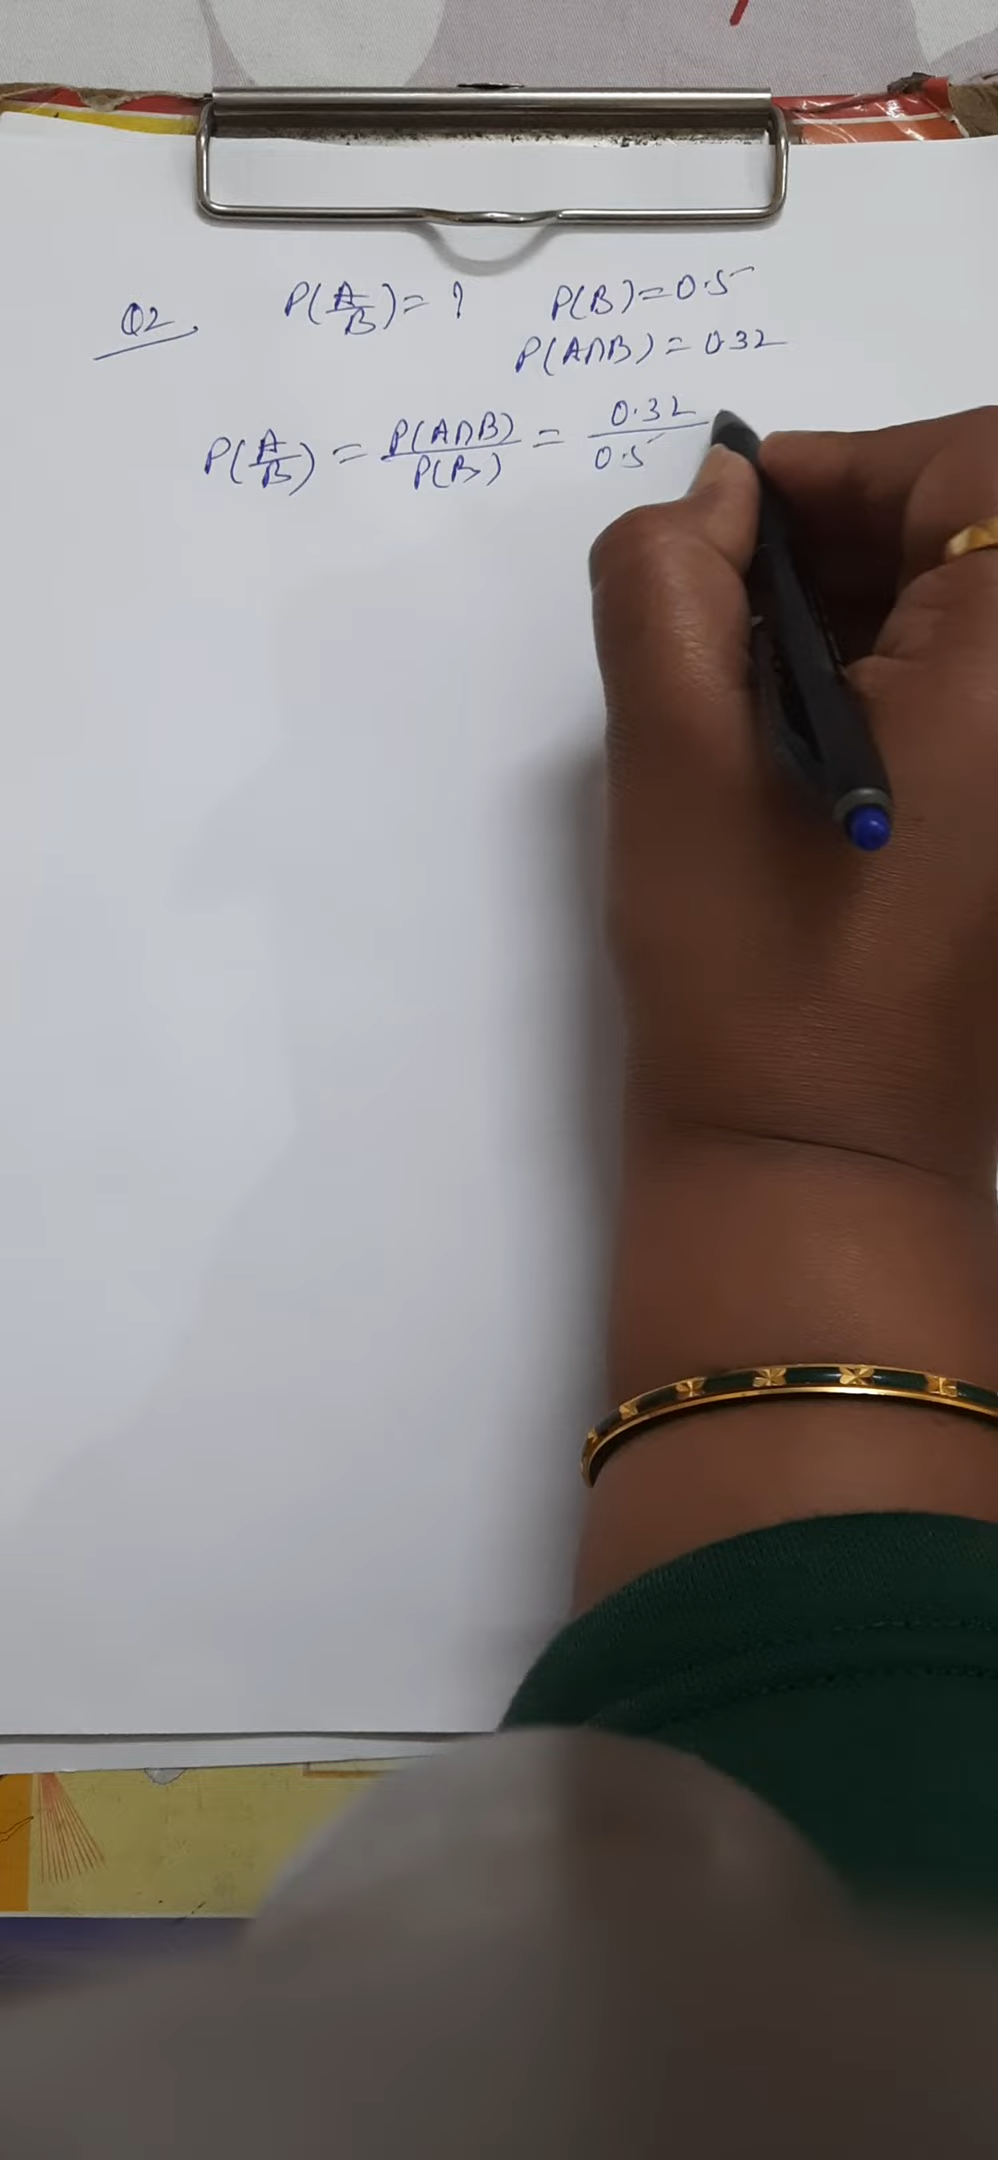 Q2, P(A/B) = ? P(B) = 0.5
P(A∩B) = 0.32
P(A/B) = P(A∩B)/P(B) = 0.32/0.5